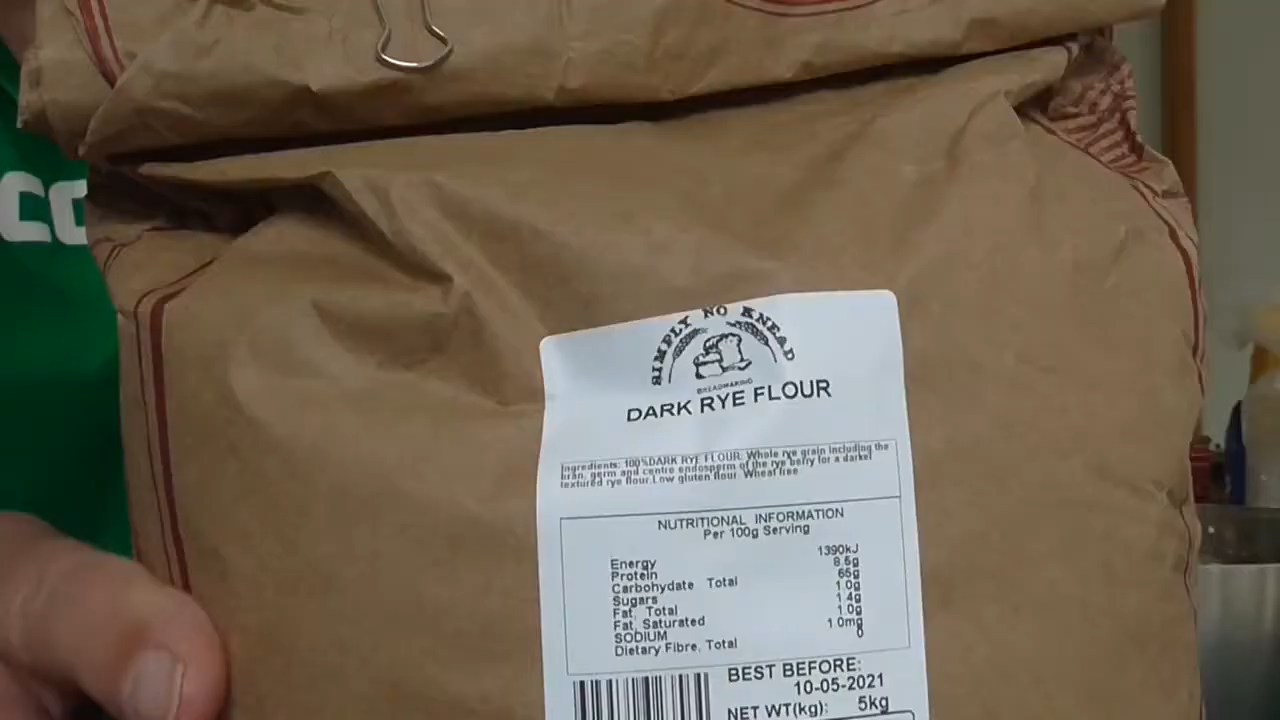 CO
SIMPLY NO KNEAD
BREADMAKING
DARK RYE FLOUR
Ingredients: 100%DARK RYE FLOUR. Whole rye grain including the
bran, germ and centre endosperm of the rye berry for a darker
textured rye flour.Low gluten flour. Wheat free
NUTRITIONAL INFORMATION
Per 100g Serving
1390kJ
Energy 8.5g
Protein 65g
Carbohydate Total 1.0g
Sugars 1.4g
Fat, Total 1.0g
Fat, Saturated 1.0mg
SODIUM
Dietary Fibre, Total
BEST BEFORE:
10-05-2021
NET WT(kg): 5kg